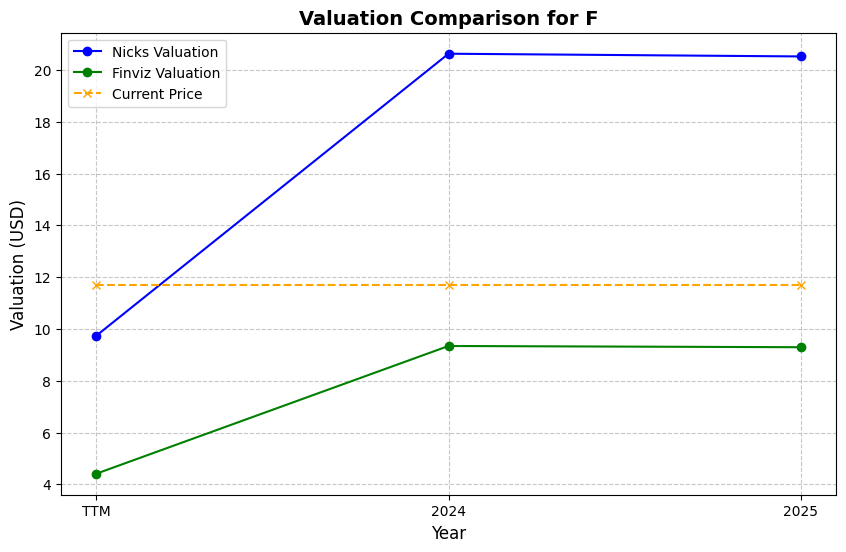 Valuation Comparison for F
Nicks Valuation
Finviz Valuation
Current Price
Valuation (USD)
20
18
16
14
12
10
8
6
4
TTM
2024
2025
Year